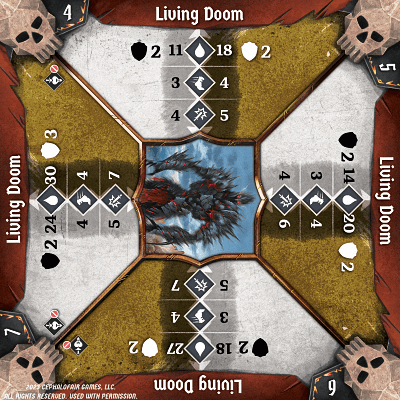 4
Living Doom
2 11 18 2
3 4
4 5
5
Living Doom
2 14 20 2
3 4
4 6
6
Living Doom
2 18 27 2
3 4
5 7
7
Living Doom
2 24 30 3
4 4
5 7
2023 CEPHALOFAIR GAMES, LLC.
ALL RIGHTS RESERVED. USED WITH PERMISSION.